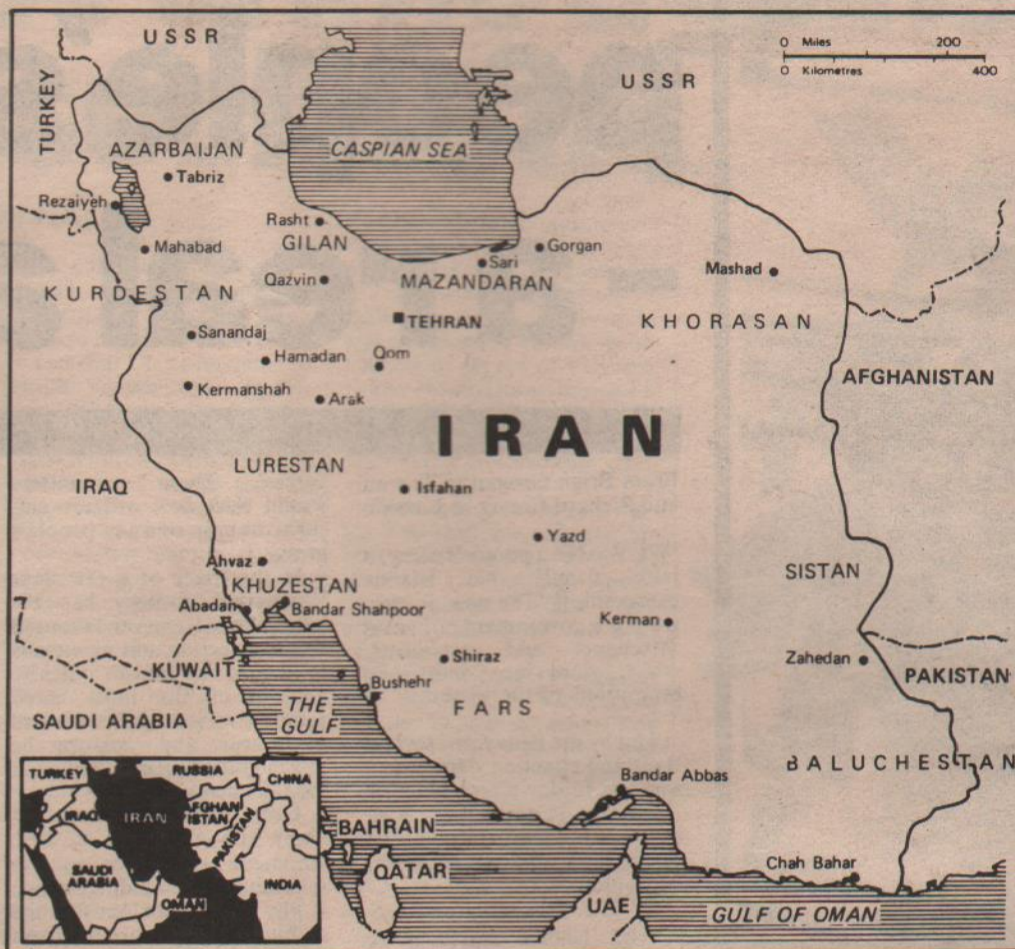 USSR
0 Miles 200
0 Kilometres 400
USSR
TURKEY
CASPIAN SEA
AZARBAIJAN
Tabriz
Rezaiyeh
Rasht
GILAN
Gorgan
Mahabad
Sari
Mashad
Qazvin
MAZANDARAN
KURDESTAN
TEHRAN
KHORASAN
Sanandaj
Hamadan
Qom
AFGHANISTAN
Kermanshah
Arak
IRAN
LURESTAN
IRAQ
Isfahan
Yazd
Ahvaz
SISTAN
KHUZESTAN
Abadan
Bandar Shahpoor
Kerman
Shiraz
Zahedan
KUWAIT
PAKISTAN
Bushehr
THE
GULF
FARS
SAUDI ARABIA
BALUCHESTAN
Bandar Abbas
BAHRAIN
QATAR
Chah Bahar
UAE
GULF OF OMAN
TURKEY
RUSSIA
CHINA
IRAQ
IRAN
AFGHAN
ISTAN
PAKISTAN
SAUDI
ARABIA
INDIA
OMAN